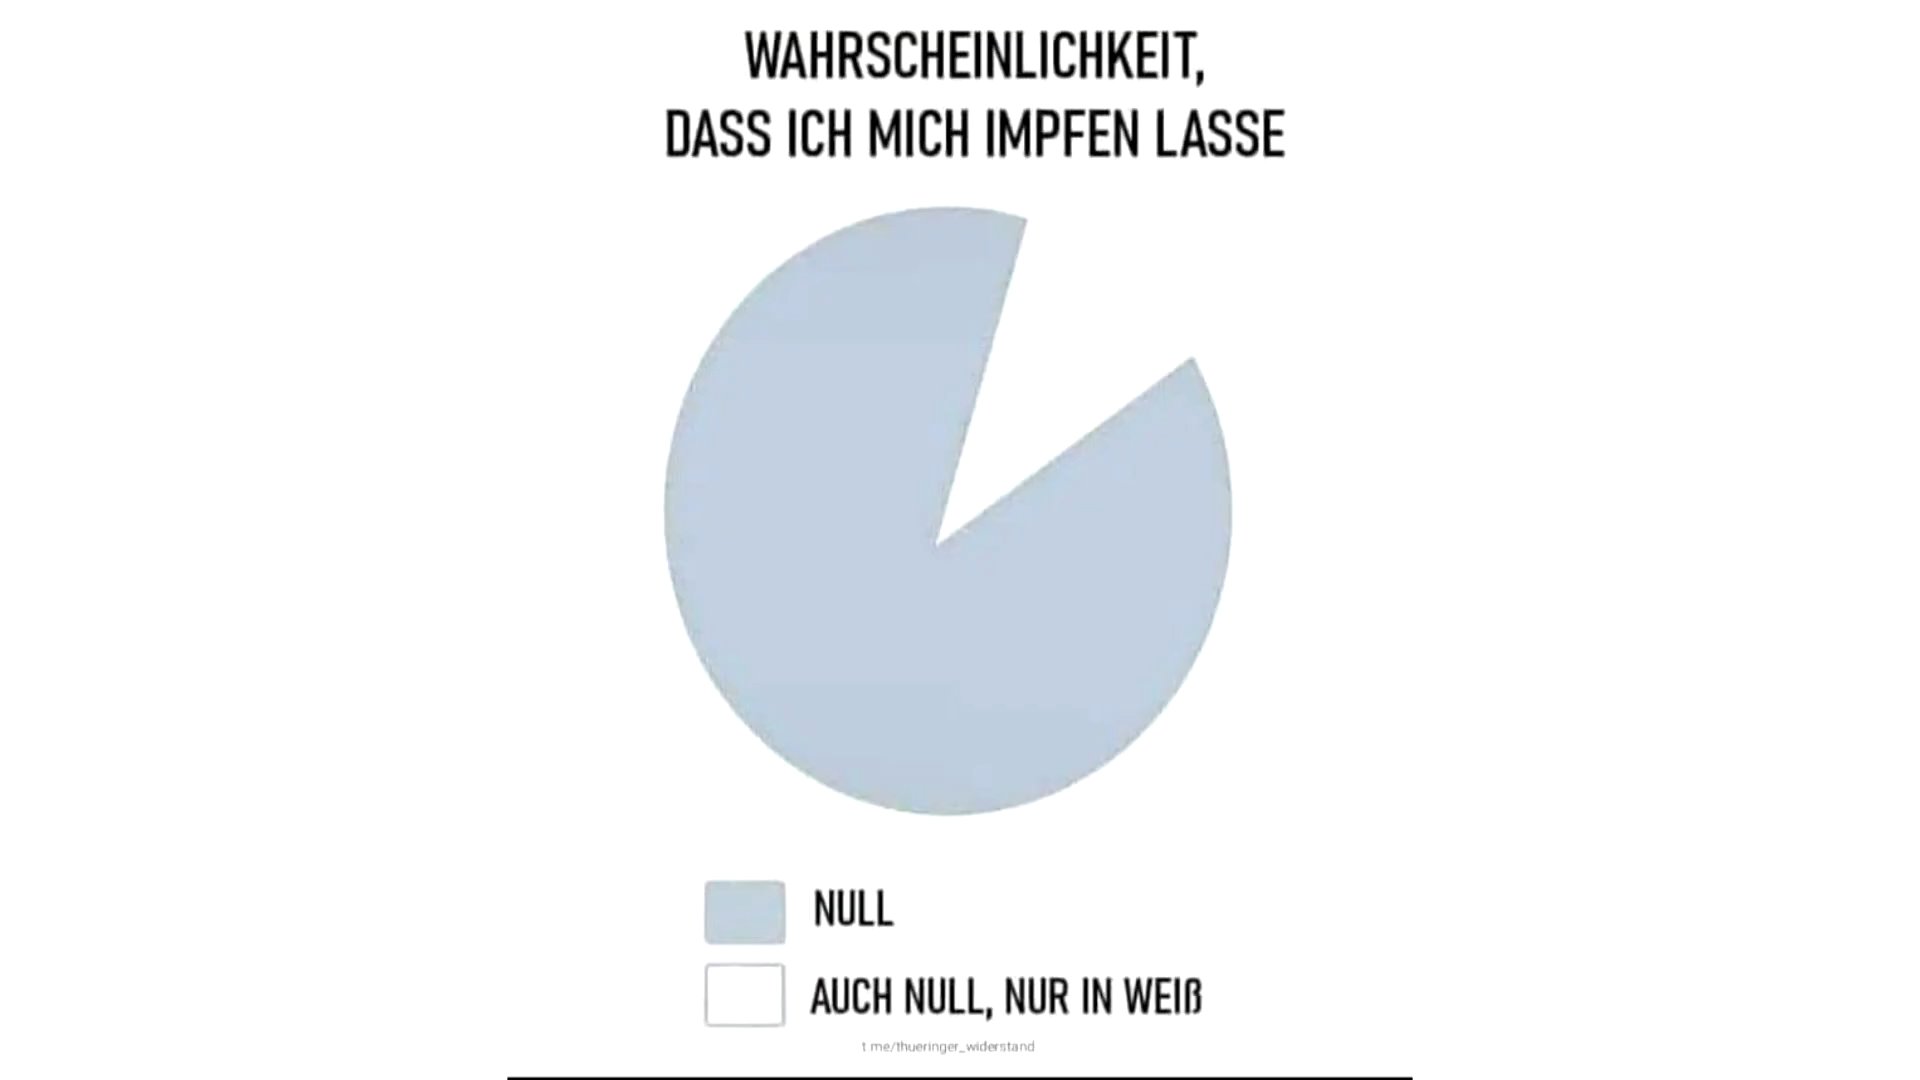 WAHRSCHEINLICHKEIT,
DASS ICH MICH IMPFEN LASSE
NULL
AUCH NULL, NUR IN WEIß
t.me/thueringer_widerstand